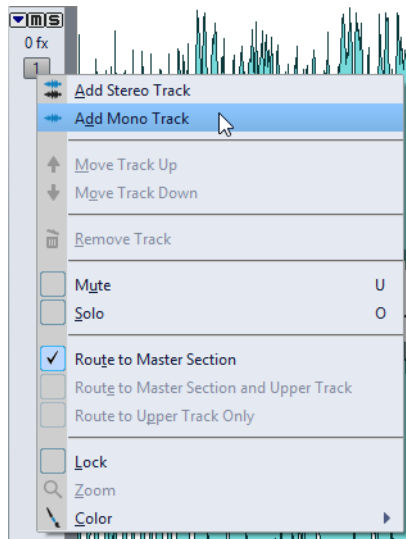 m s
0 fx
1
Add Stereo Track
Add Mono Track
Move Track Up
Move Track Down
Remove Track
Mute U
Solo O
Route to Master Section
Route to Master Section and Upper Track
Route to Upper Track Only
Lock
Zoom
Color